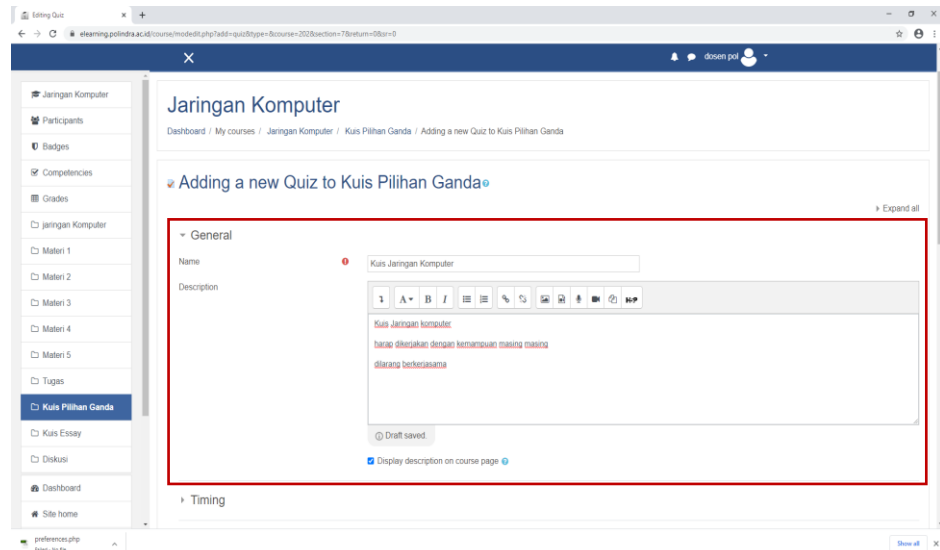 Editing Quiz
elearning.polindra.ac.id/course/modedit.php?add=quiz&type=&course=202&section=7&return=0&sr=0
dosen pol
Jaringan Komputer
Participants
Badges
Competencies
Grades
jaringan Komputer
Materi 1
Materi 2
Materi 3
Materi 4
Materi 5
Tugas
Kuis Pilihan Ganda
Kuis Essay
Diskusi
Dashboard
Site home
Jaringan Komputer
Dashboard / My courses / Jaringan Komputer / Kuis Pilihan Ganda / Adding a new Quiz to Kuis Pilihan Ganda
Adding a new Quiz to Kuis Pilihan Ganda
Expand all
General
Name
Kuis Jaringan Komputer
Description
A B I H-P
Kuis Jaringan komputer
harap dikerjakan dengan kemampuan masing masing
dilarang berkerjasama
Draft saved.
Display description on course page
Timing
preferences.php
Show all